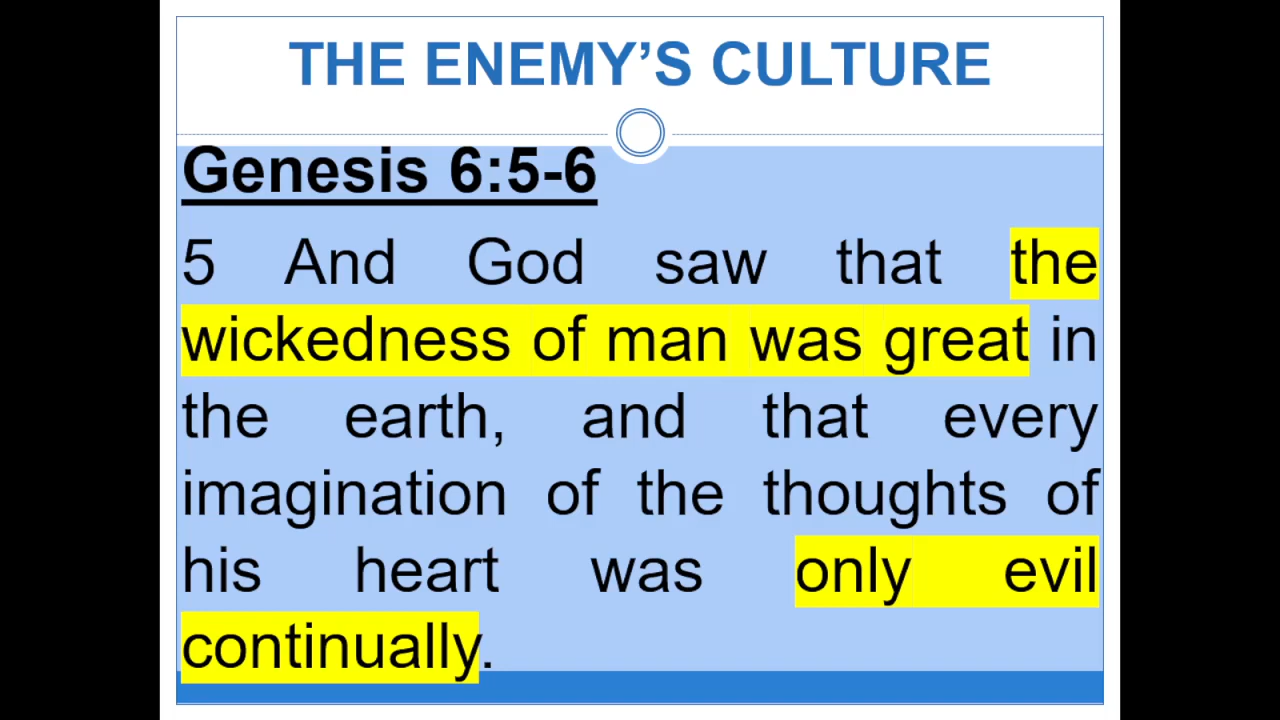 THE ENEMY’S CULTURE
Genesis 6:5-6
5 And God saw that the
wickedness of man was great in
the earth, and that every
imagination of the thoughts of
his heart was only evil
continually.